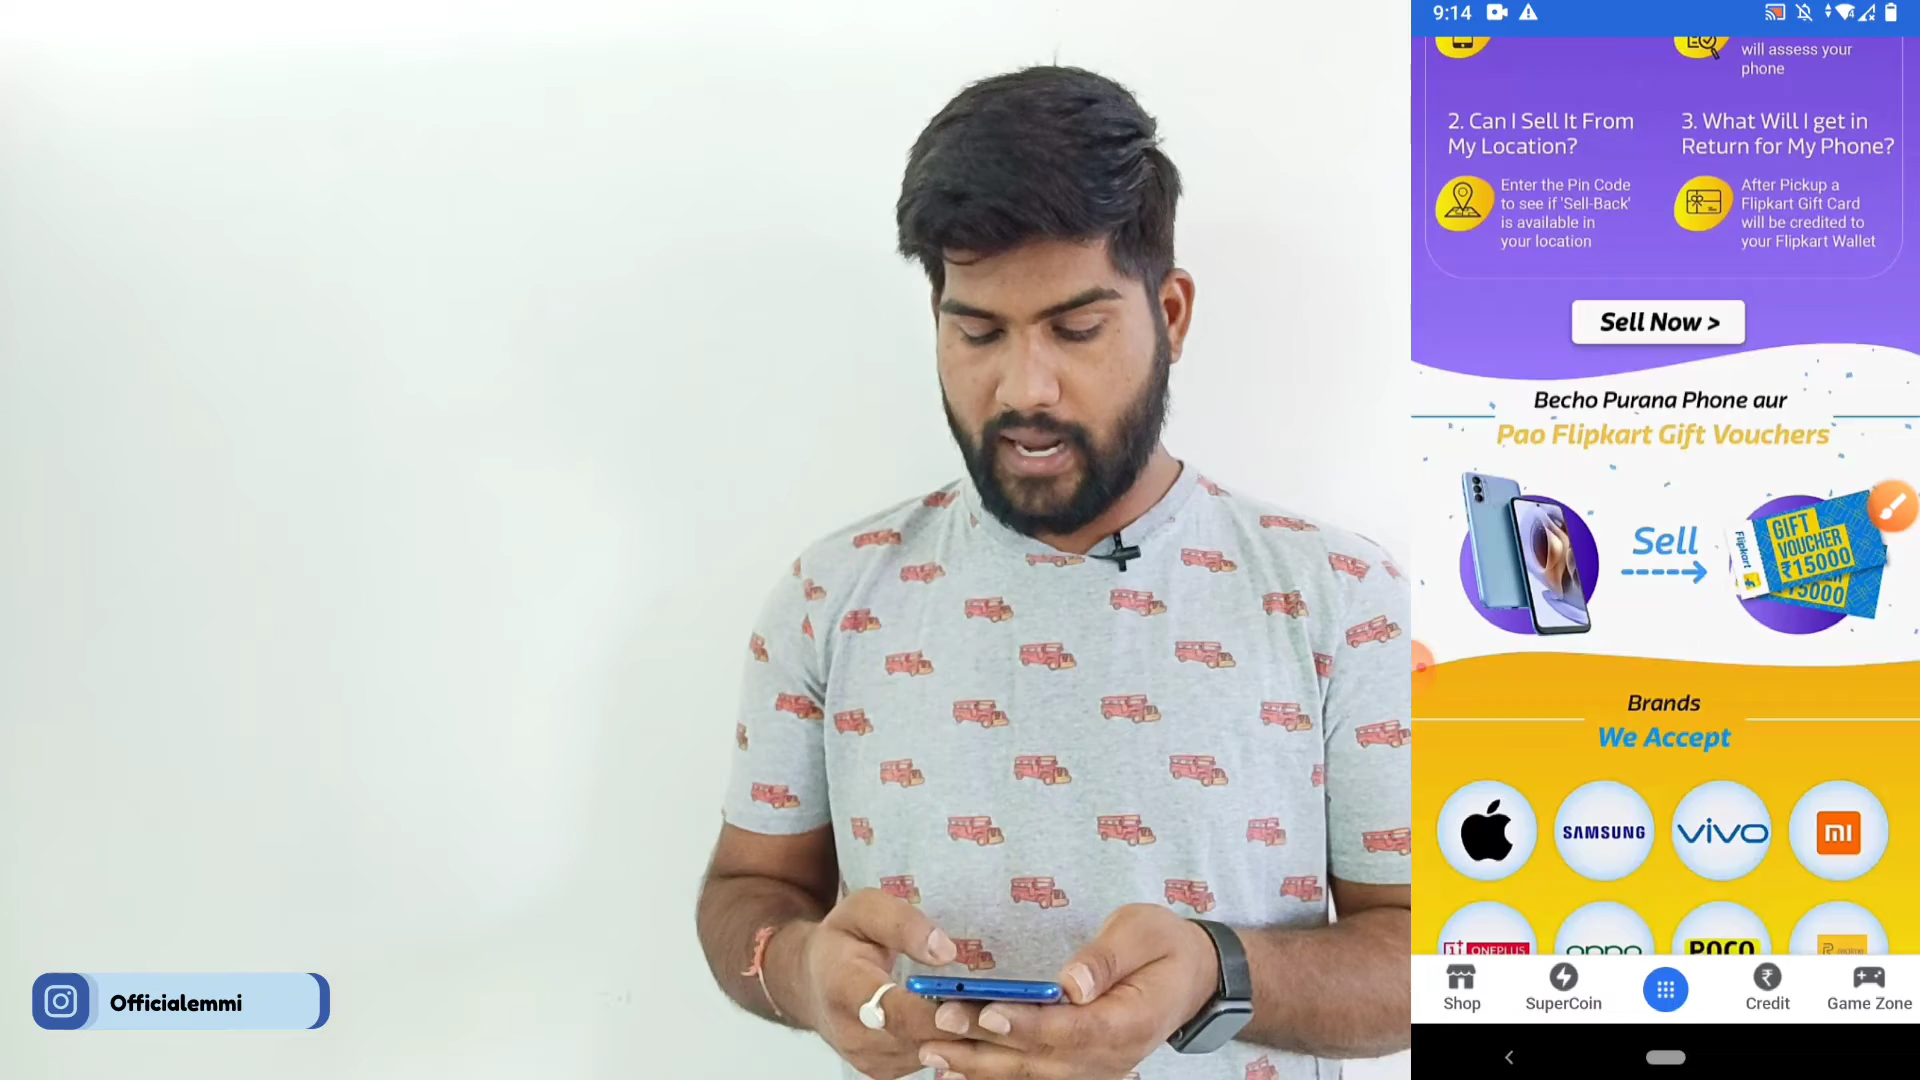 9:14
will assess your
phone
2. Can I Sell It From
My Location?
Enter the Pin Code
to see if 'Sell-Back'
is available in
your location
3. What Will I get in
Return for My Phone?
After Pickup a
Flipkart Gift Card
will be credited to
your Flipkart Wallet
Sell Now >
Becho Purana Phone aur
Pao Flipkart Gift Vouchers
Sell
Flipkart
GIFT
VOUCHER
₹15000
Brands
We Accept
SAMSUNG
vivo
mi
1+ ONEPLUS
oppo
POCO
realme
Shop
SuperCoin
Credit
Game Zone
Officialemmi